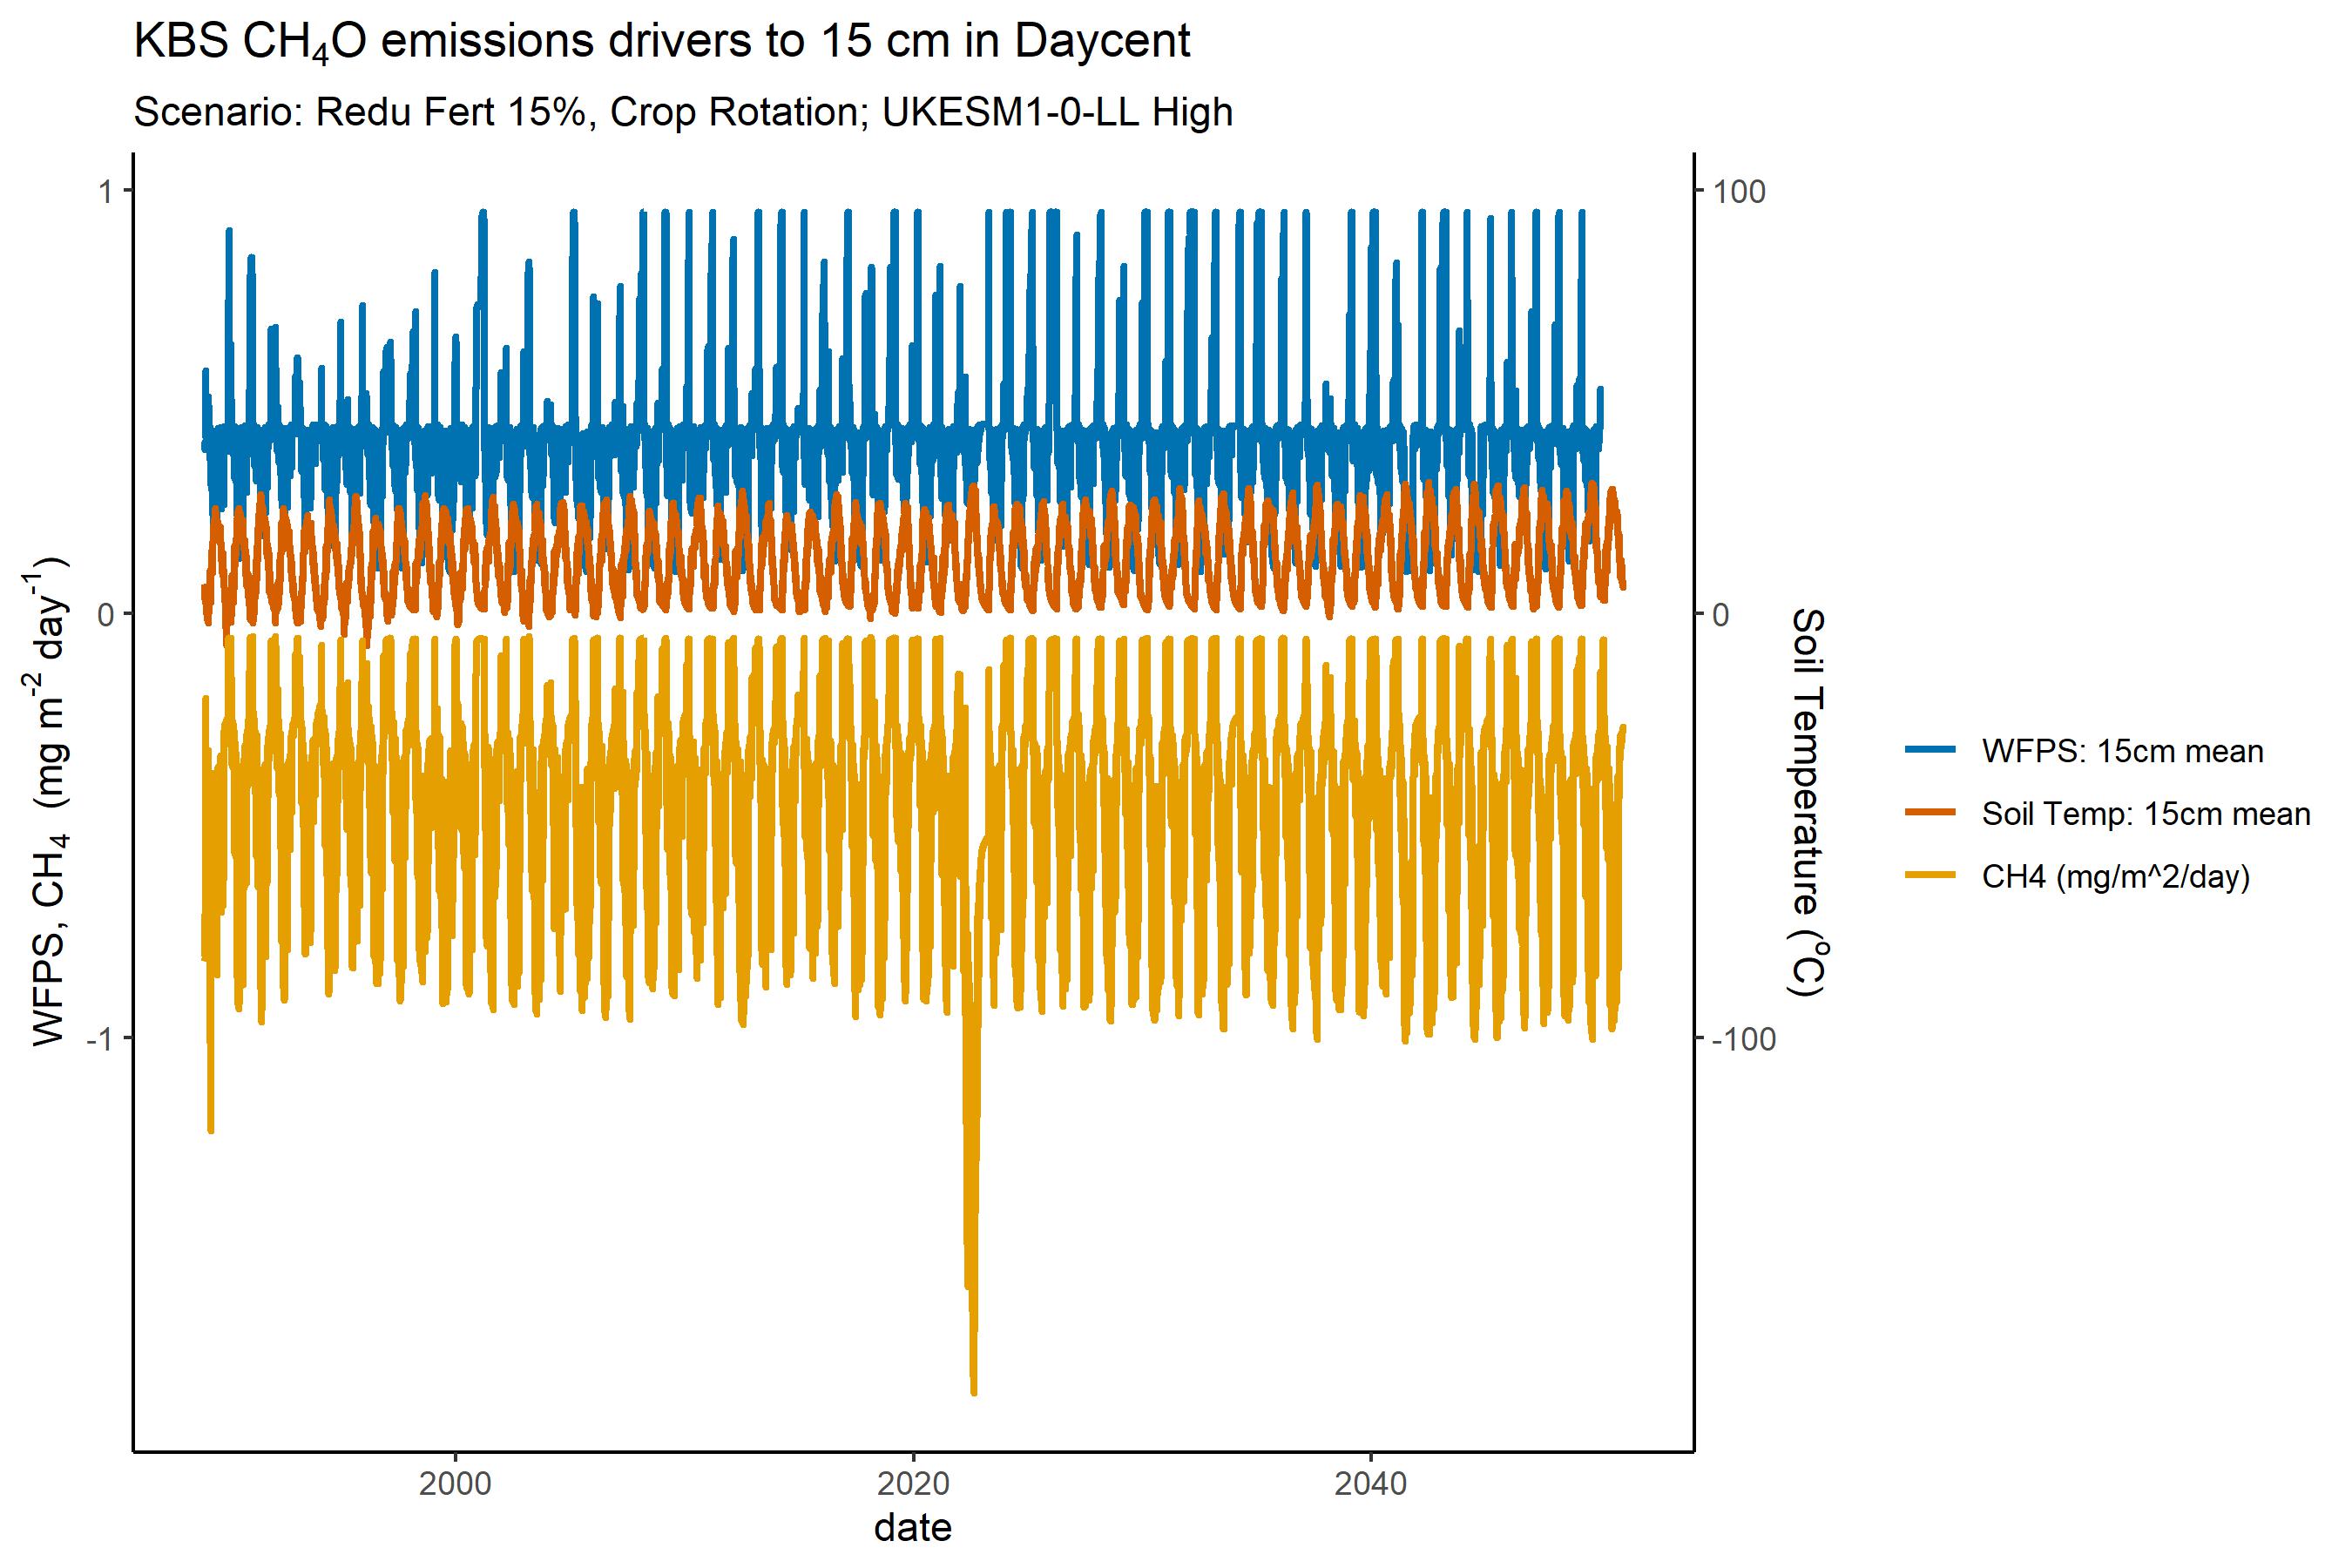 KBS CH₄O emissions drivers to 15 cm in Daycent
Scenario: Redu Fert 15%, Crop Rotation; UKESM1-0-LL High
1
0
-1
WFPS, CH₄ (mg m⁻² day⁻¹)
100
0
-100
Soil Temperature (°C)
2000
2020
2040
date
WFPS: 15cm mean
Soil Temp: 15cm mean
CH4 (mg/m^2/day)